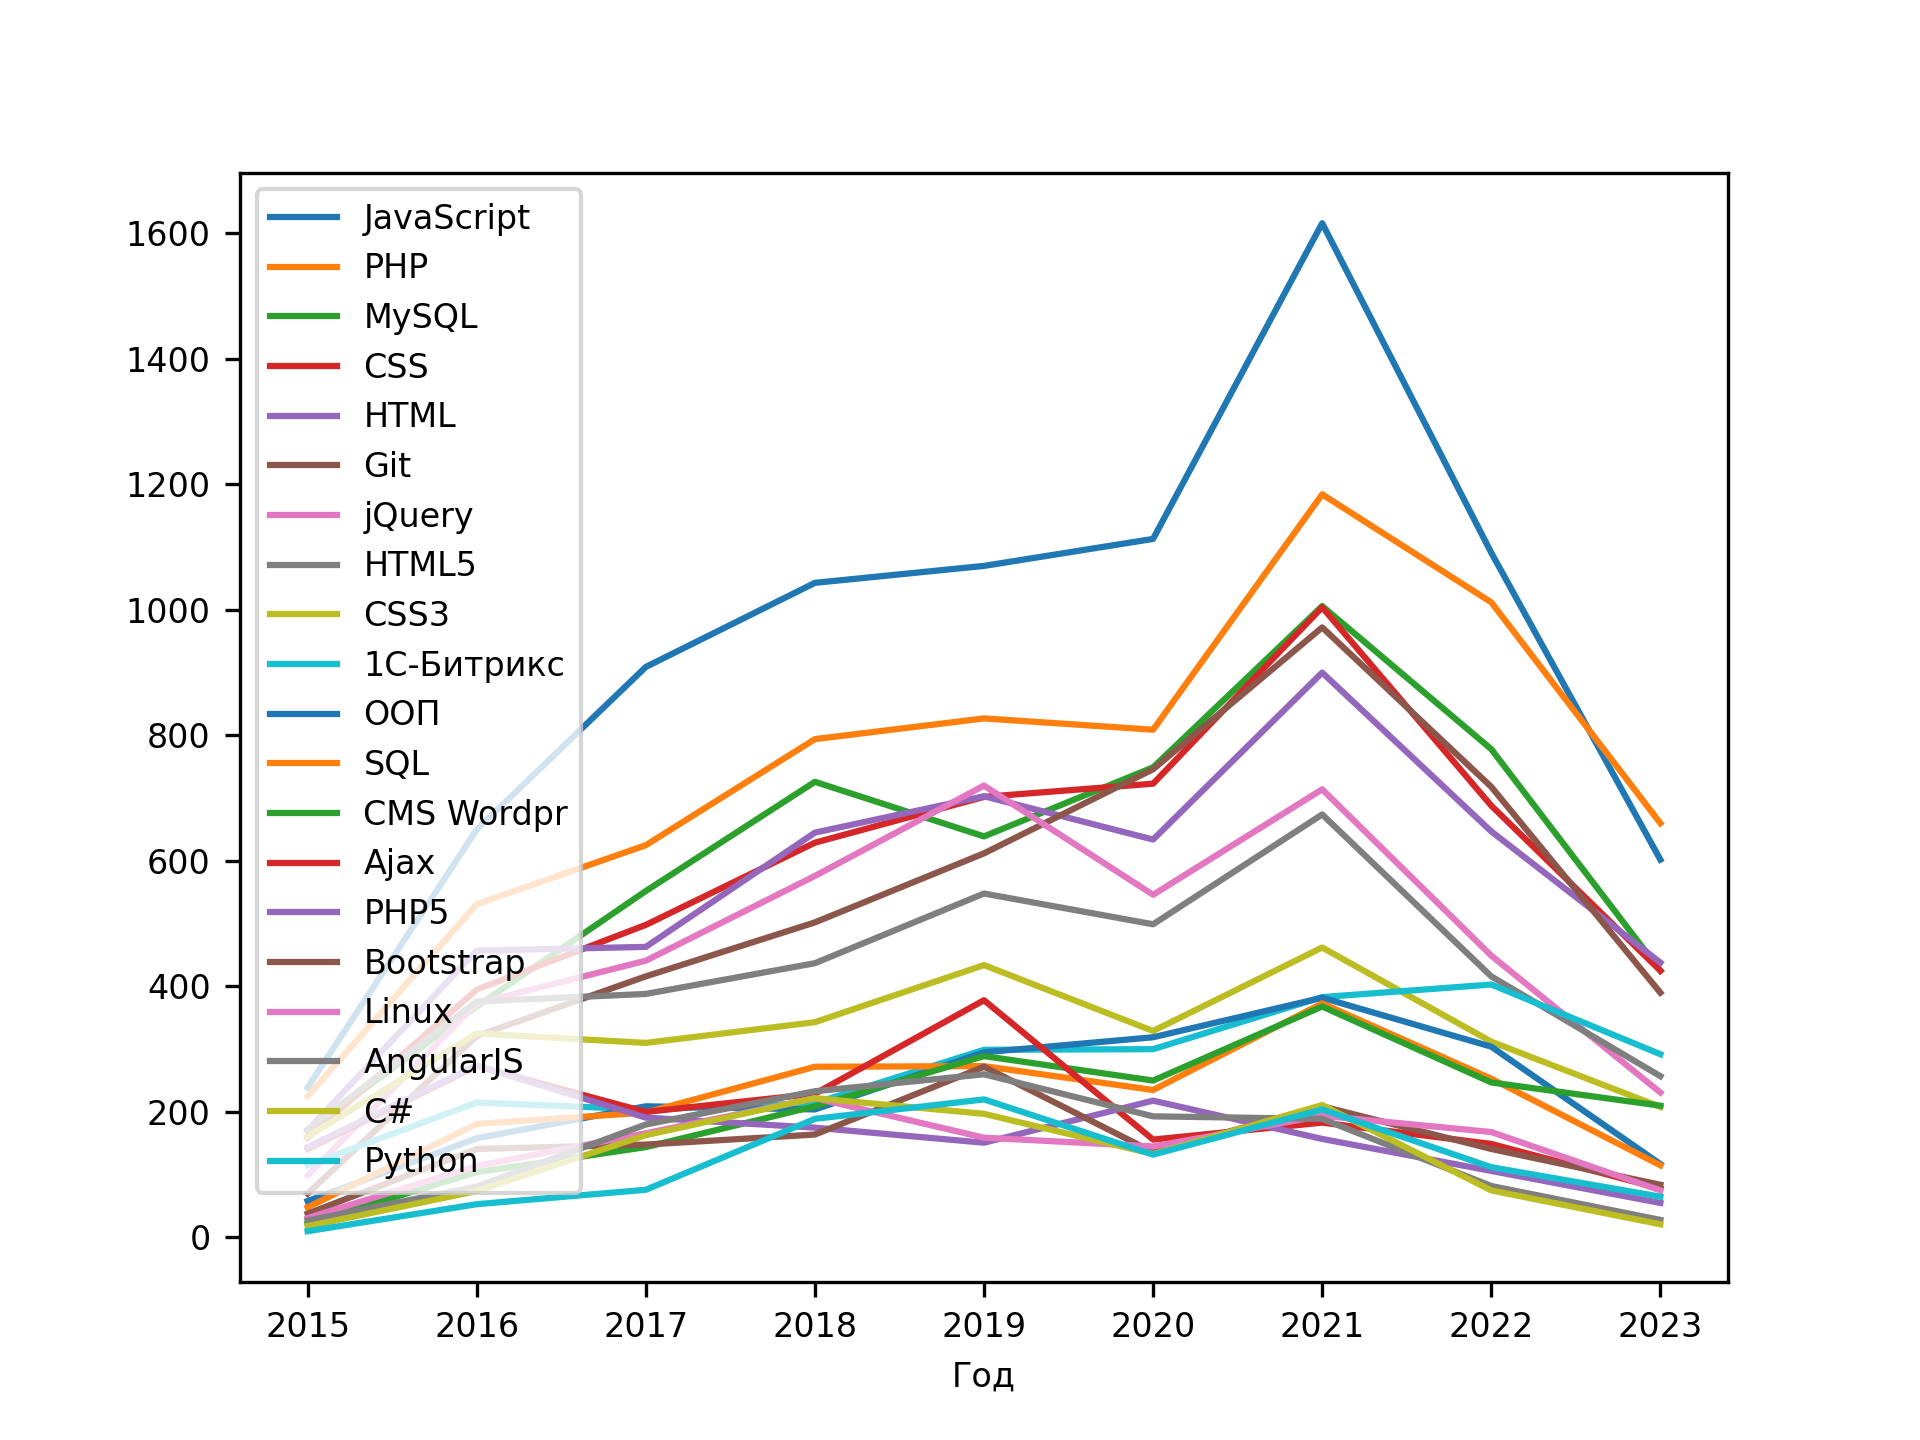 1600
1400
1200
1000
800
600
400
200
0
JavaScript
PHP
MySQL
CSS
HTML
Git
jQuery
HTML5
CSS3
1С-Битрикс
ООП
SQL
CMS Wordpr
Ajax
PHP5
Bootstrap
Linux
AngularJS
C#
Python
2015 2016 2017 2018 2019 2020 2021 2022 2023
Год